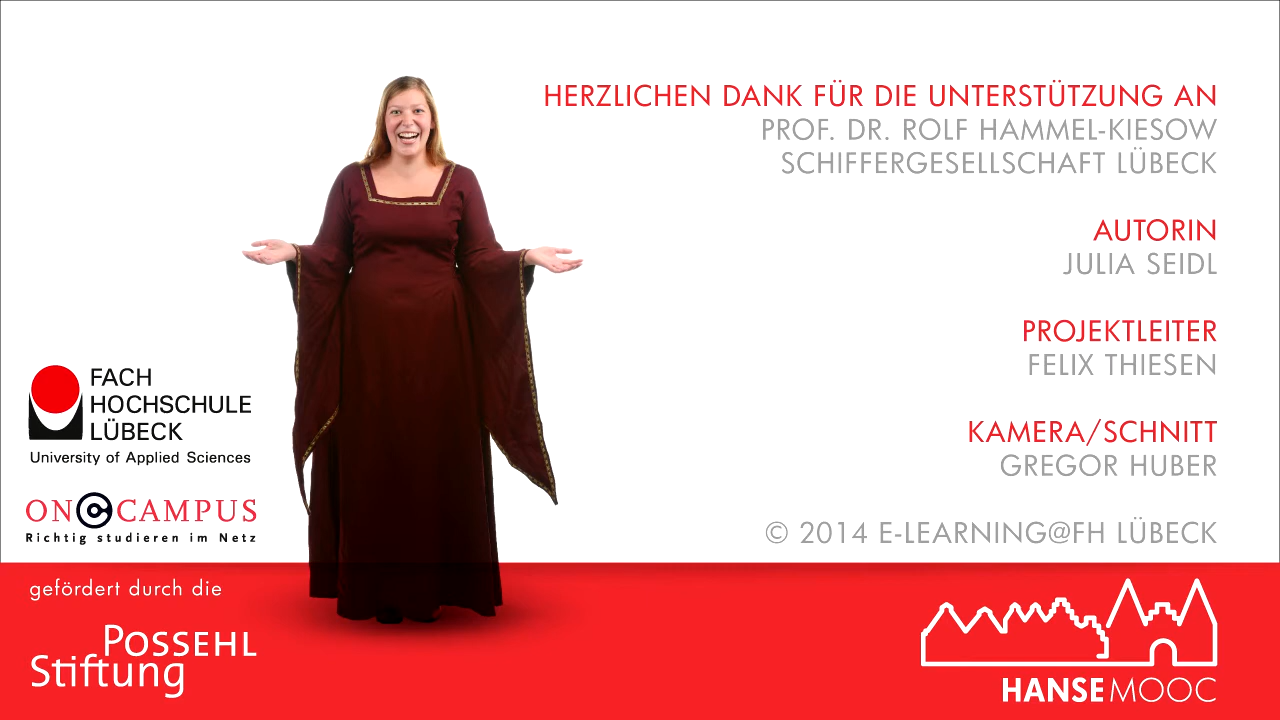 HERZLICHEN DANK FÜR DIE UNTERSTÜTZUNG AN
PROF. DR. ROLF HAMMEL-KIESOW
SCHIFFERGESELLSCHAFT LÜBECK
AUTORIN
JULIA SEIDL
PROJEKTLEITER
FELIX THIESEN
KAMERA/SCHNITT
GREGOR HUBER
© 2014 E-LEARNING@FH LÜBECK
FACH
HOCHSCHULE
LÜBECK
University of Applied Sciences
ONCAMPUS
Richtig studieren im Netz
gefördert durch die
POSSEHL
Stiftung
HANSEMOOC